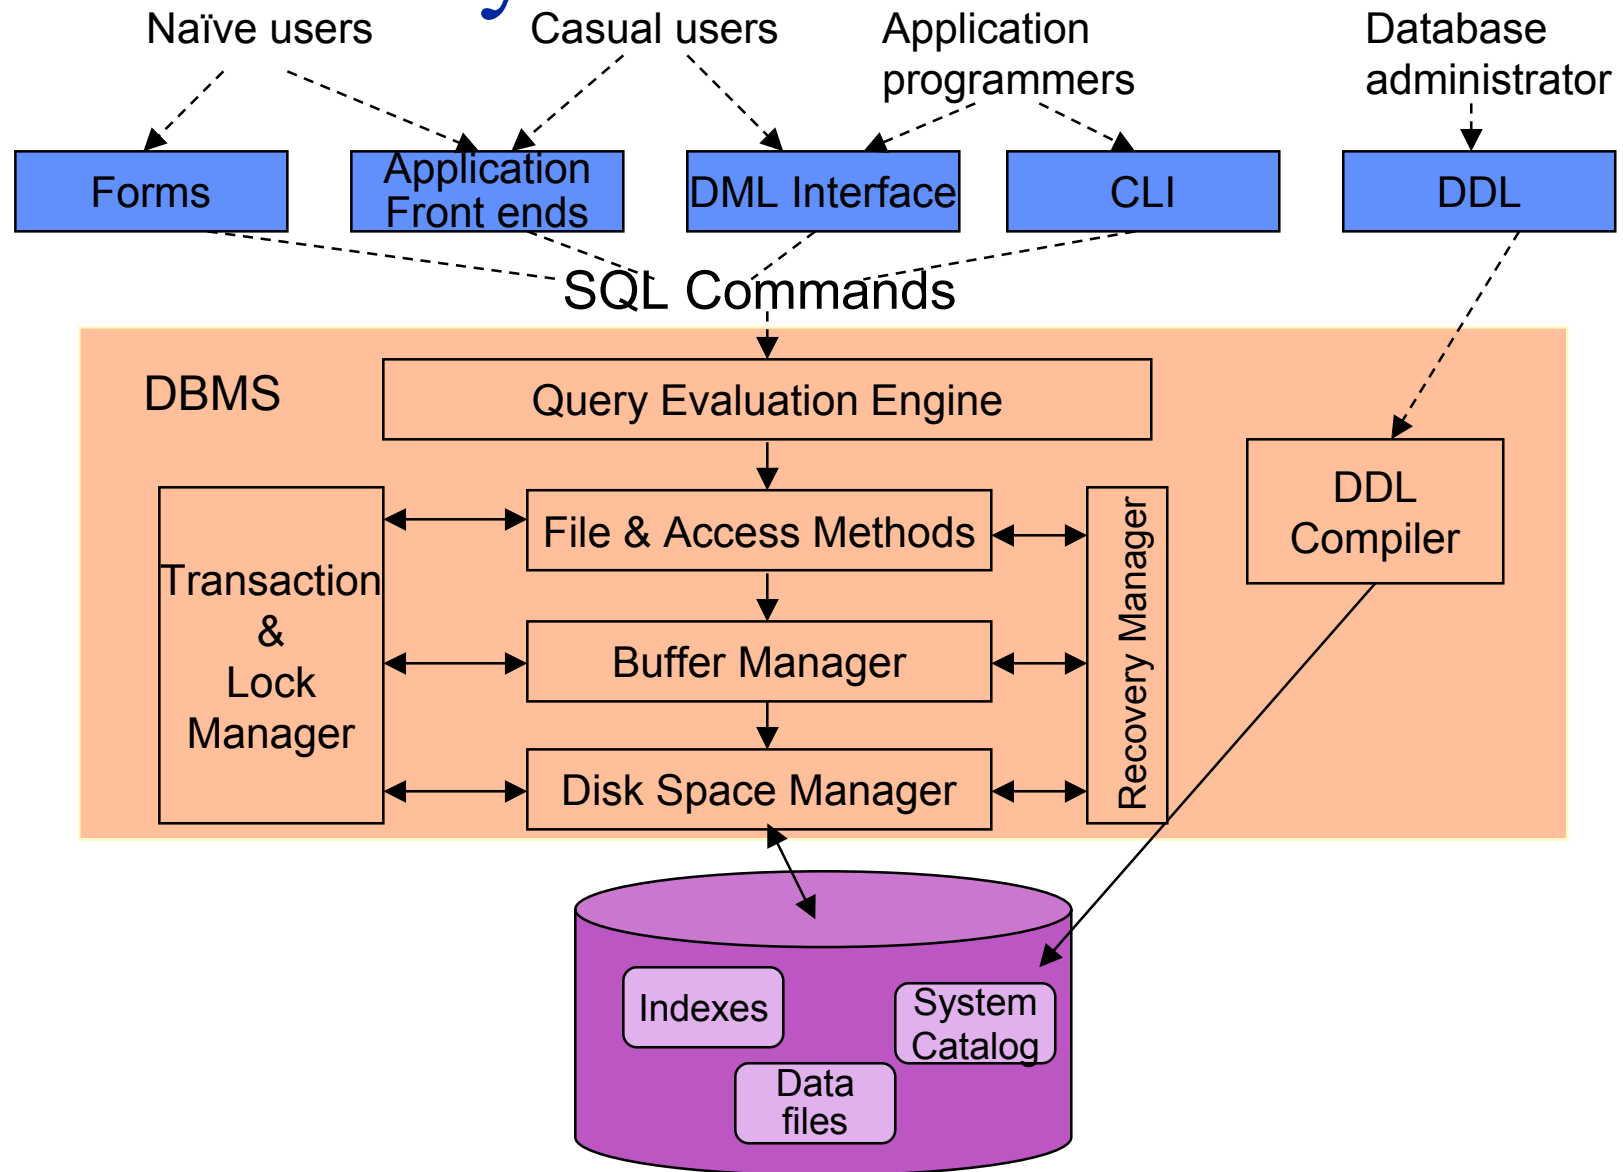 y
Naïve users
Casual users
Application
programmers
Database
administrator
Forms
Application
Front ends
DML Interface
CLI
DDL
SQL Commands
DBMS
Query Evaluation Engine
File & Access Methods
Transaction
&
Lock
Manager
Buffer Manager
Disk Space Manager
Recovery Manager
DDL
Compiler
Indexes
System
Catalog
Data
files